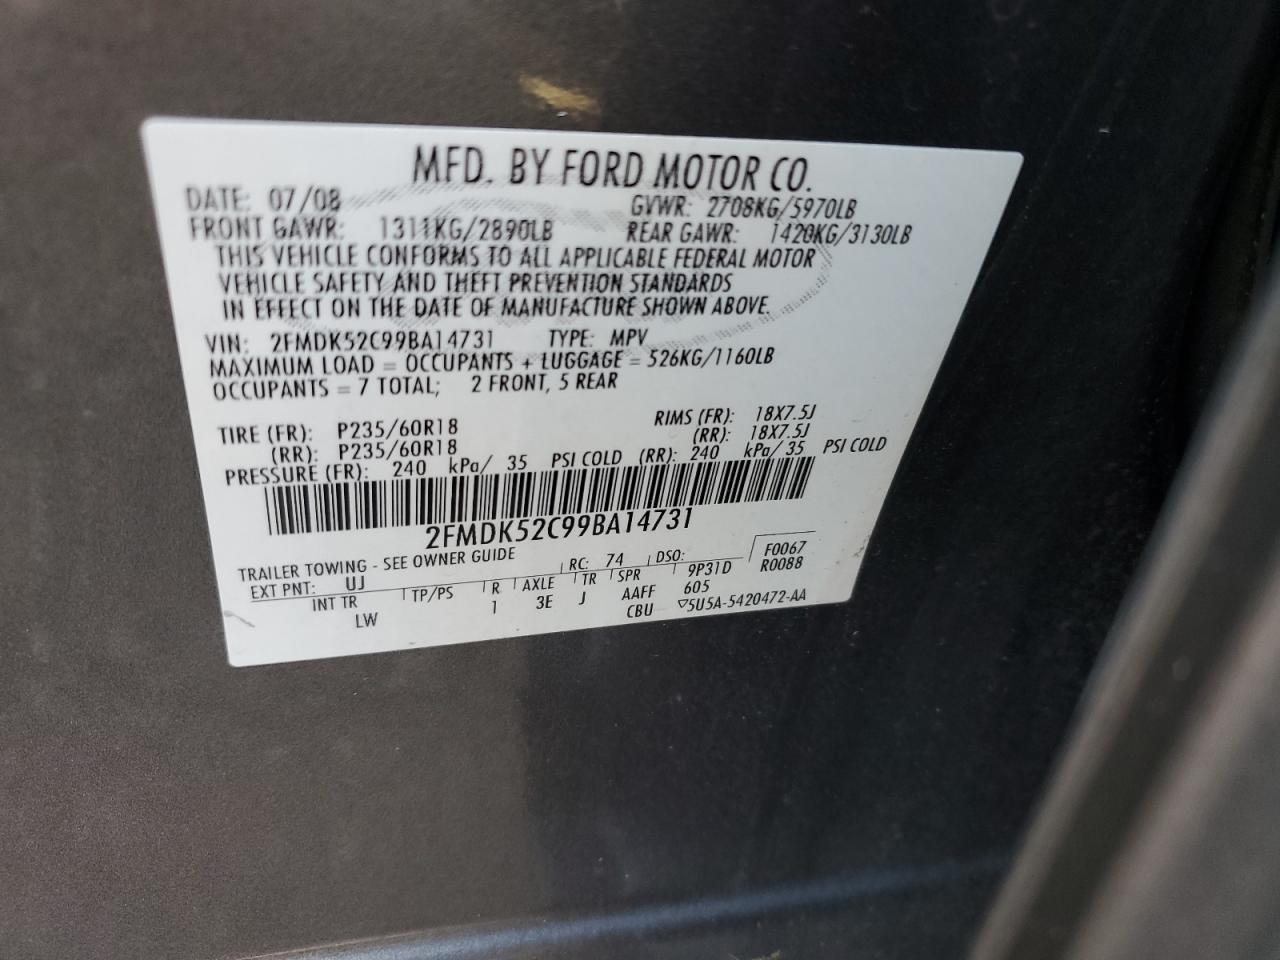 MFD. BY FORD MOTOR CO.
DATE: 07/08 GVWR: 2708KG/5970LB
FRONT GAWR: 1311KG/2890LB REAR GAWR: 1420KG/3130LB
THIS VEHICLE CONFORMS TO ALL APPLICABLE FEDERAL MOTOR
VEHICLE SAFETY AND THEFT PREVENTION STANDARDS
IN EFFECT ON THE DATE OF MANUFACTURE SHOWN ABOVE.
VIN: 2FMDK52C99BA14731 TYPE: MPV
MAXIMUM LOAD = OCCUPANTS + LUGGAGE = 526KG/1160LB
OCCUPANTS = 7 TOTAL; 2 FRONT, 5 REAR
TIRE (FR): P235/60R18 RIMS (FR): 18X7.5J
(RR): P235/60R18 (RR): 18X7.5J
PRESSURE (FR): 240 kPa/ 35 PSI COLD (RR): 240 kPa/ 35 PSI COLD
2FMDK52C99BA14731
TRAILER TOWING - SEE OWNER GUIDE F0067
EXT PNT: UJ RC: 74 DSO: 9P31D R0088
INT TR TP/PS R AXLE TR SPR 605
LW 1 3E J AAFF
CBU ▽5U5A-5420472-AA